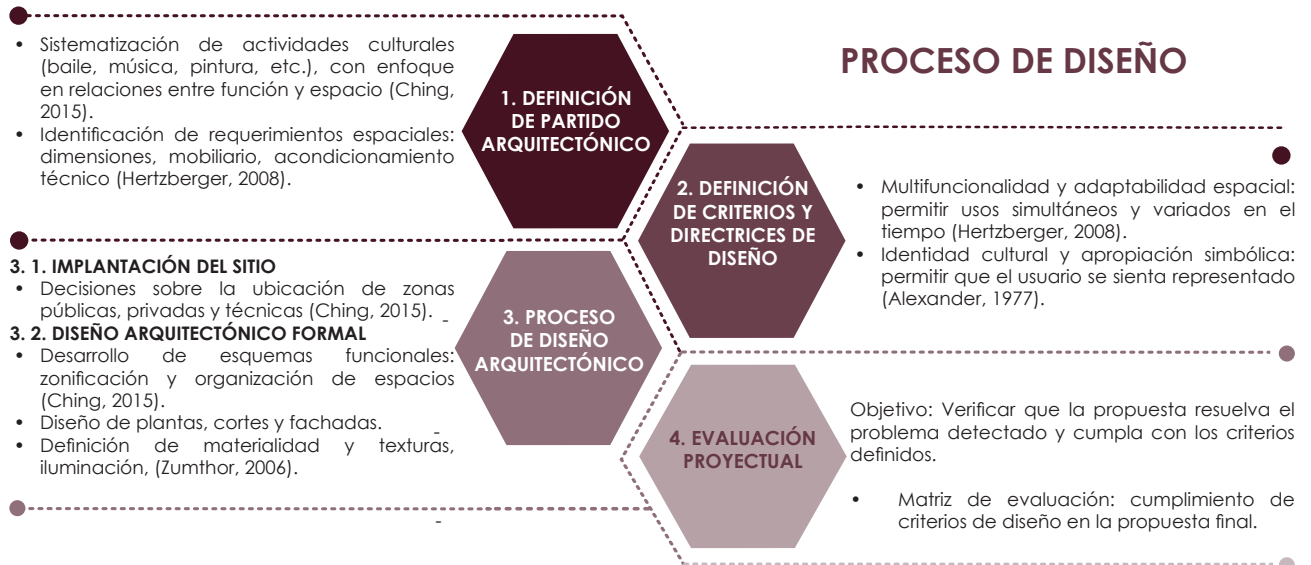 PROCESO DE DISEÑO
• Sistematización de actividades culturales
(baile, música, pintura, etc.), con enfoque
en relaciones entre función y espacio (Ching,
2015).
• Identificación de requerimientos espaciales:
dimensiones, mobiliario, acondicionamiento
técnico (Hertzberger, 2008).
1. DEFINICIÓN
DE PARTIDO
ARQUITECTÓNICO
2. DEFINICIÓN
DE CRITERIOS Y
DIRECTRICES DE
DISEÑO
• Multifuncionalidad y adaptabilidad espacial:
permitir usos simultáneos y variados en el
tiempo (Hertzberger, 2008).
• Identidad cultural y apropiación simbólica:
permitir que el usuario se sienta representado
(Alexander, 1977).
3. 1. IMPLANTACIÓN DEL SITIO
• Decisiones sobre la ubicación de zonas
públicas, privadas y técnicas (Ching, 2015). -
3. 2. DISEÑO ARQUITECTÓNICO FORMAL
• Desarrollo de esquemas funcionales:
zonificación y organización de espacios
(Ching, 2015).
• Diseño de plantas, cortes y fachadas. -
• Definición de materialidad y texturas,
iluminación, (Zumthor, 2006).
-
3. PROCESO
DE DISEÑO
ARQUITECTÓNICO
4. EVALUACIÓN
PROYECTUAL
Objetivo: Verificar que la propuesta resuelva el
problema detectado y cumpla con los criterios
definidos.
• Matriz de evaluación: cumplimiento de
criterios de diseño en la propuesta final.